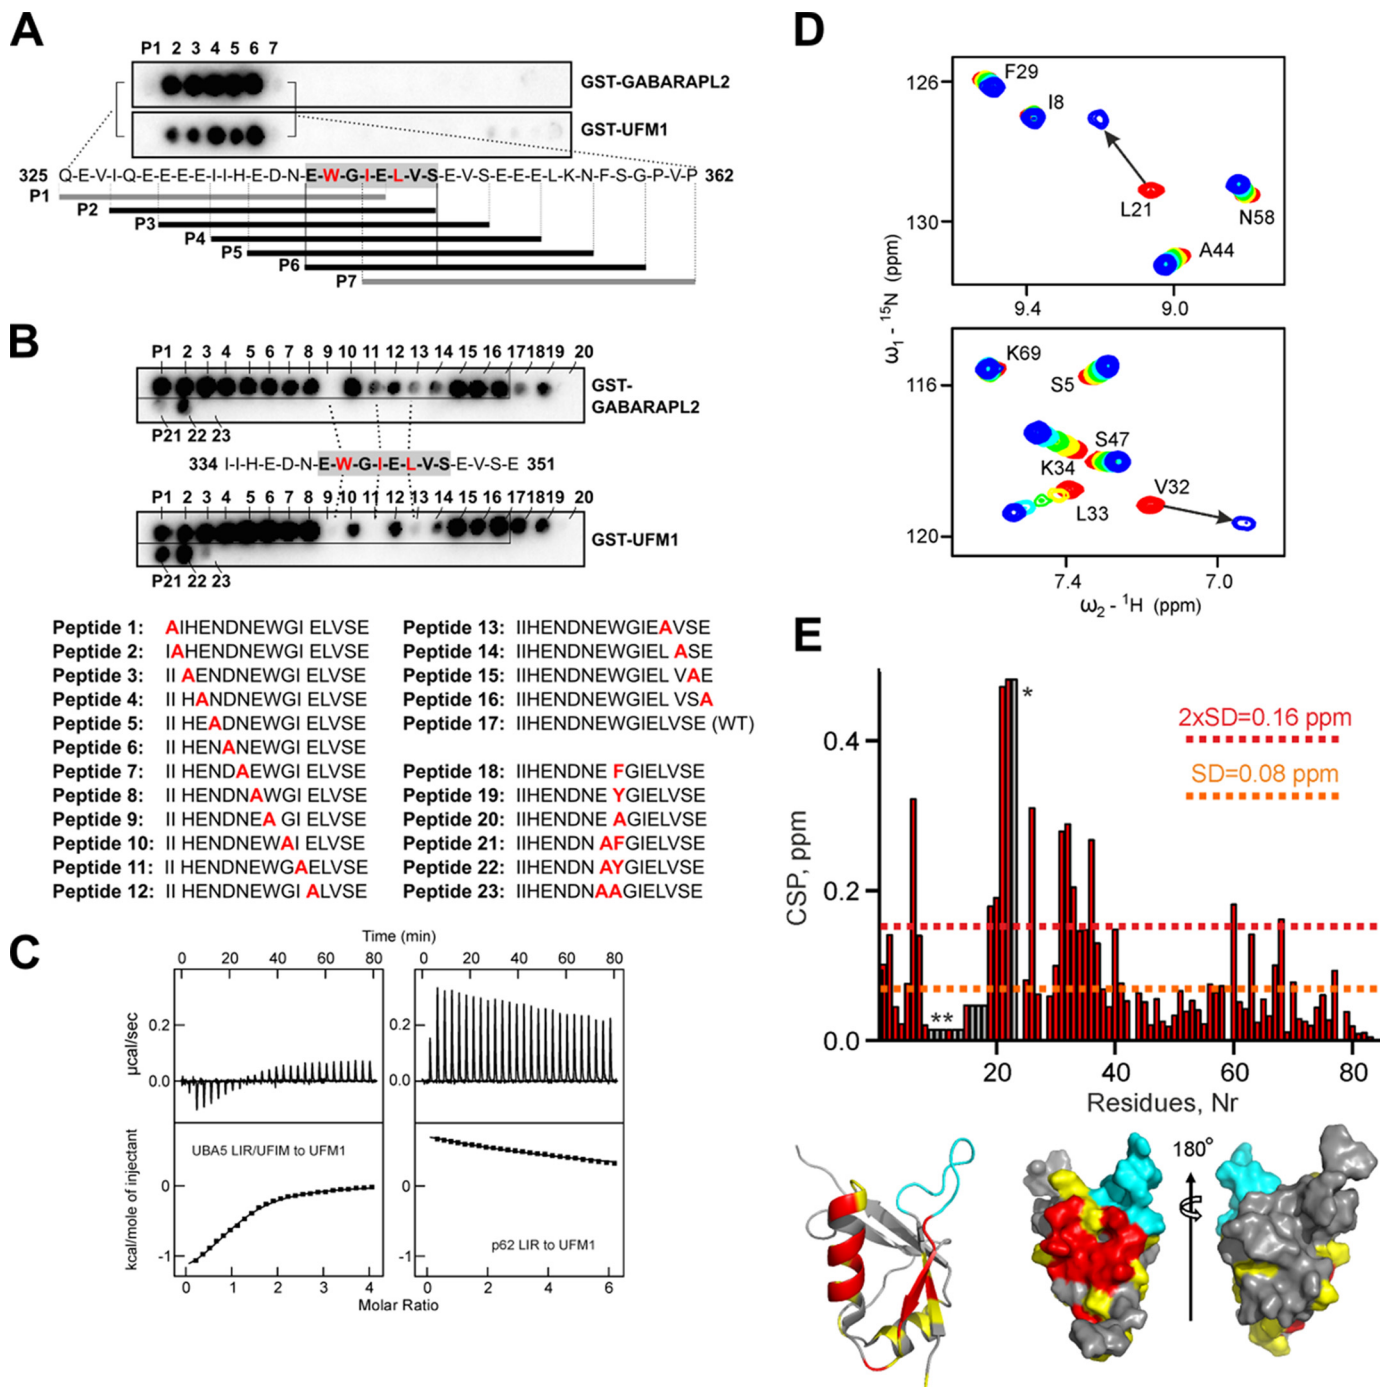 A
P1 2 3 4 5 6 7
GST-GABARAPL2
GST-UFM1
325 Q-E-V-I-Q-E-E-E-E-I-I-H-E-D-N-E-W-G-I-E-L-V-S-E-V-S-E-E-E-L-K-N-F-S-G-P-V-P 362
P1
P2
P3
P4
P5
P6
P7
B
P1 2 3 4 5 6 7 8 9 10 11 12 13 14 15 16 17 18 19 20
GST-
GABARAPL2
P21 22 23
334 I-I-H-E-D-N-E-W-G-I-E-L-V-S-E-V-S-E 351
P1 2 3 4 5 6 7 8 9 10 11 12 13 14 15 16 17 18 19 20
GST-UFM1
P21 22 23
Peptide 1: AIHENDNEWGI ELVSE
Peptide 2: IAHENDNEWGI ELVSE
Peptide 3: II AENDNEWGI ELVSE
Peptide 4: II HANDNEWGI ELVSE
Peptide 5: II HEADNEWGI ELVSE
Peptide 6: II HENANEWGI ELVSE
Peptide 7: II HENDAEWGI ELVSE
Peptide 8: II HENDNAWGI ELVSE
Peptide 9: II HENDNEA GI ELVSE
Peptide 10: II HENDNEWAI ELVSE
Peptide 11: II HENDNEWGAELVSE
Peptide 12: II HENDNEWGI ALVSE
Peptide 13: IIHENDNEWGIEAVSE
Peptide 14: IIHENDNEWGIEL ASE
Peptide 15: IIHENDNEWGIEL VAE
Peptide 16: IIHENDNEWGIEL VSA
Peptide 17: IIHENDNEWGIELVSE (WT)
Peptide 18: IIHENDNE FGIELVSE
Peptide 19: IIHENDNE YGIELVSE
Peptide 20: IIHENDNE AGIELVSE
Peptide 21: IIHENDN AFGIELVSE
Peptide 22: IIHENDN AYGIELVSE
Peptide 23: IIHENDNAAGIELVSE
C
Time (min)
0 20 40 60 80
0 20 40 60 80
µcal/sec
0.2
0.0
0.2
0.0
kcal/mole of injectant
0
-1
0
-1
UBA5 LIR/UFIM to UFM1
p62 LIR to UFM1
0 1 2 3 4
0 2 4 6
Molar Ratio
D
126
130
F29
I8
L21
N58
A44
9.4 9.0
ω1 - 15N (ppm)
116
120
K69
S5
S47
K34
V32
L33
7.4 7.0
ω2 - 1H (ppm)
E
CSP, ppm
0.4
0.2
0.0
*
**
2xSD=0.16 ppm
SD=0.08 ppm
20 40 60 80
Residues, Nr
180°